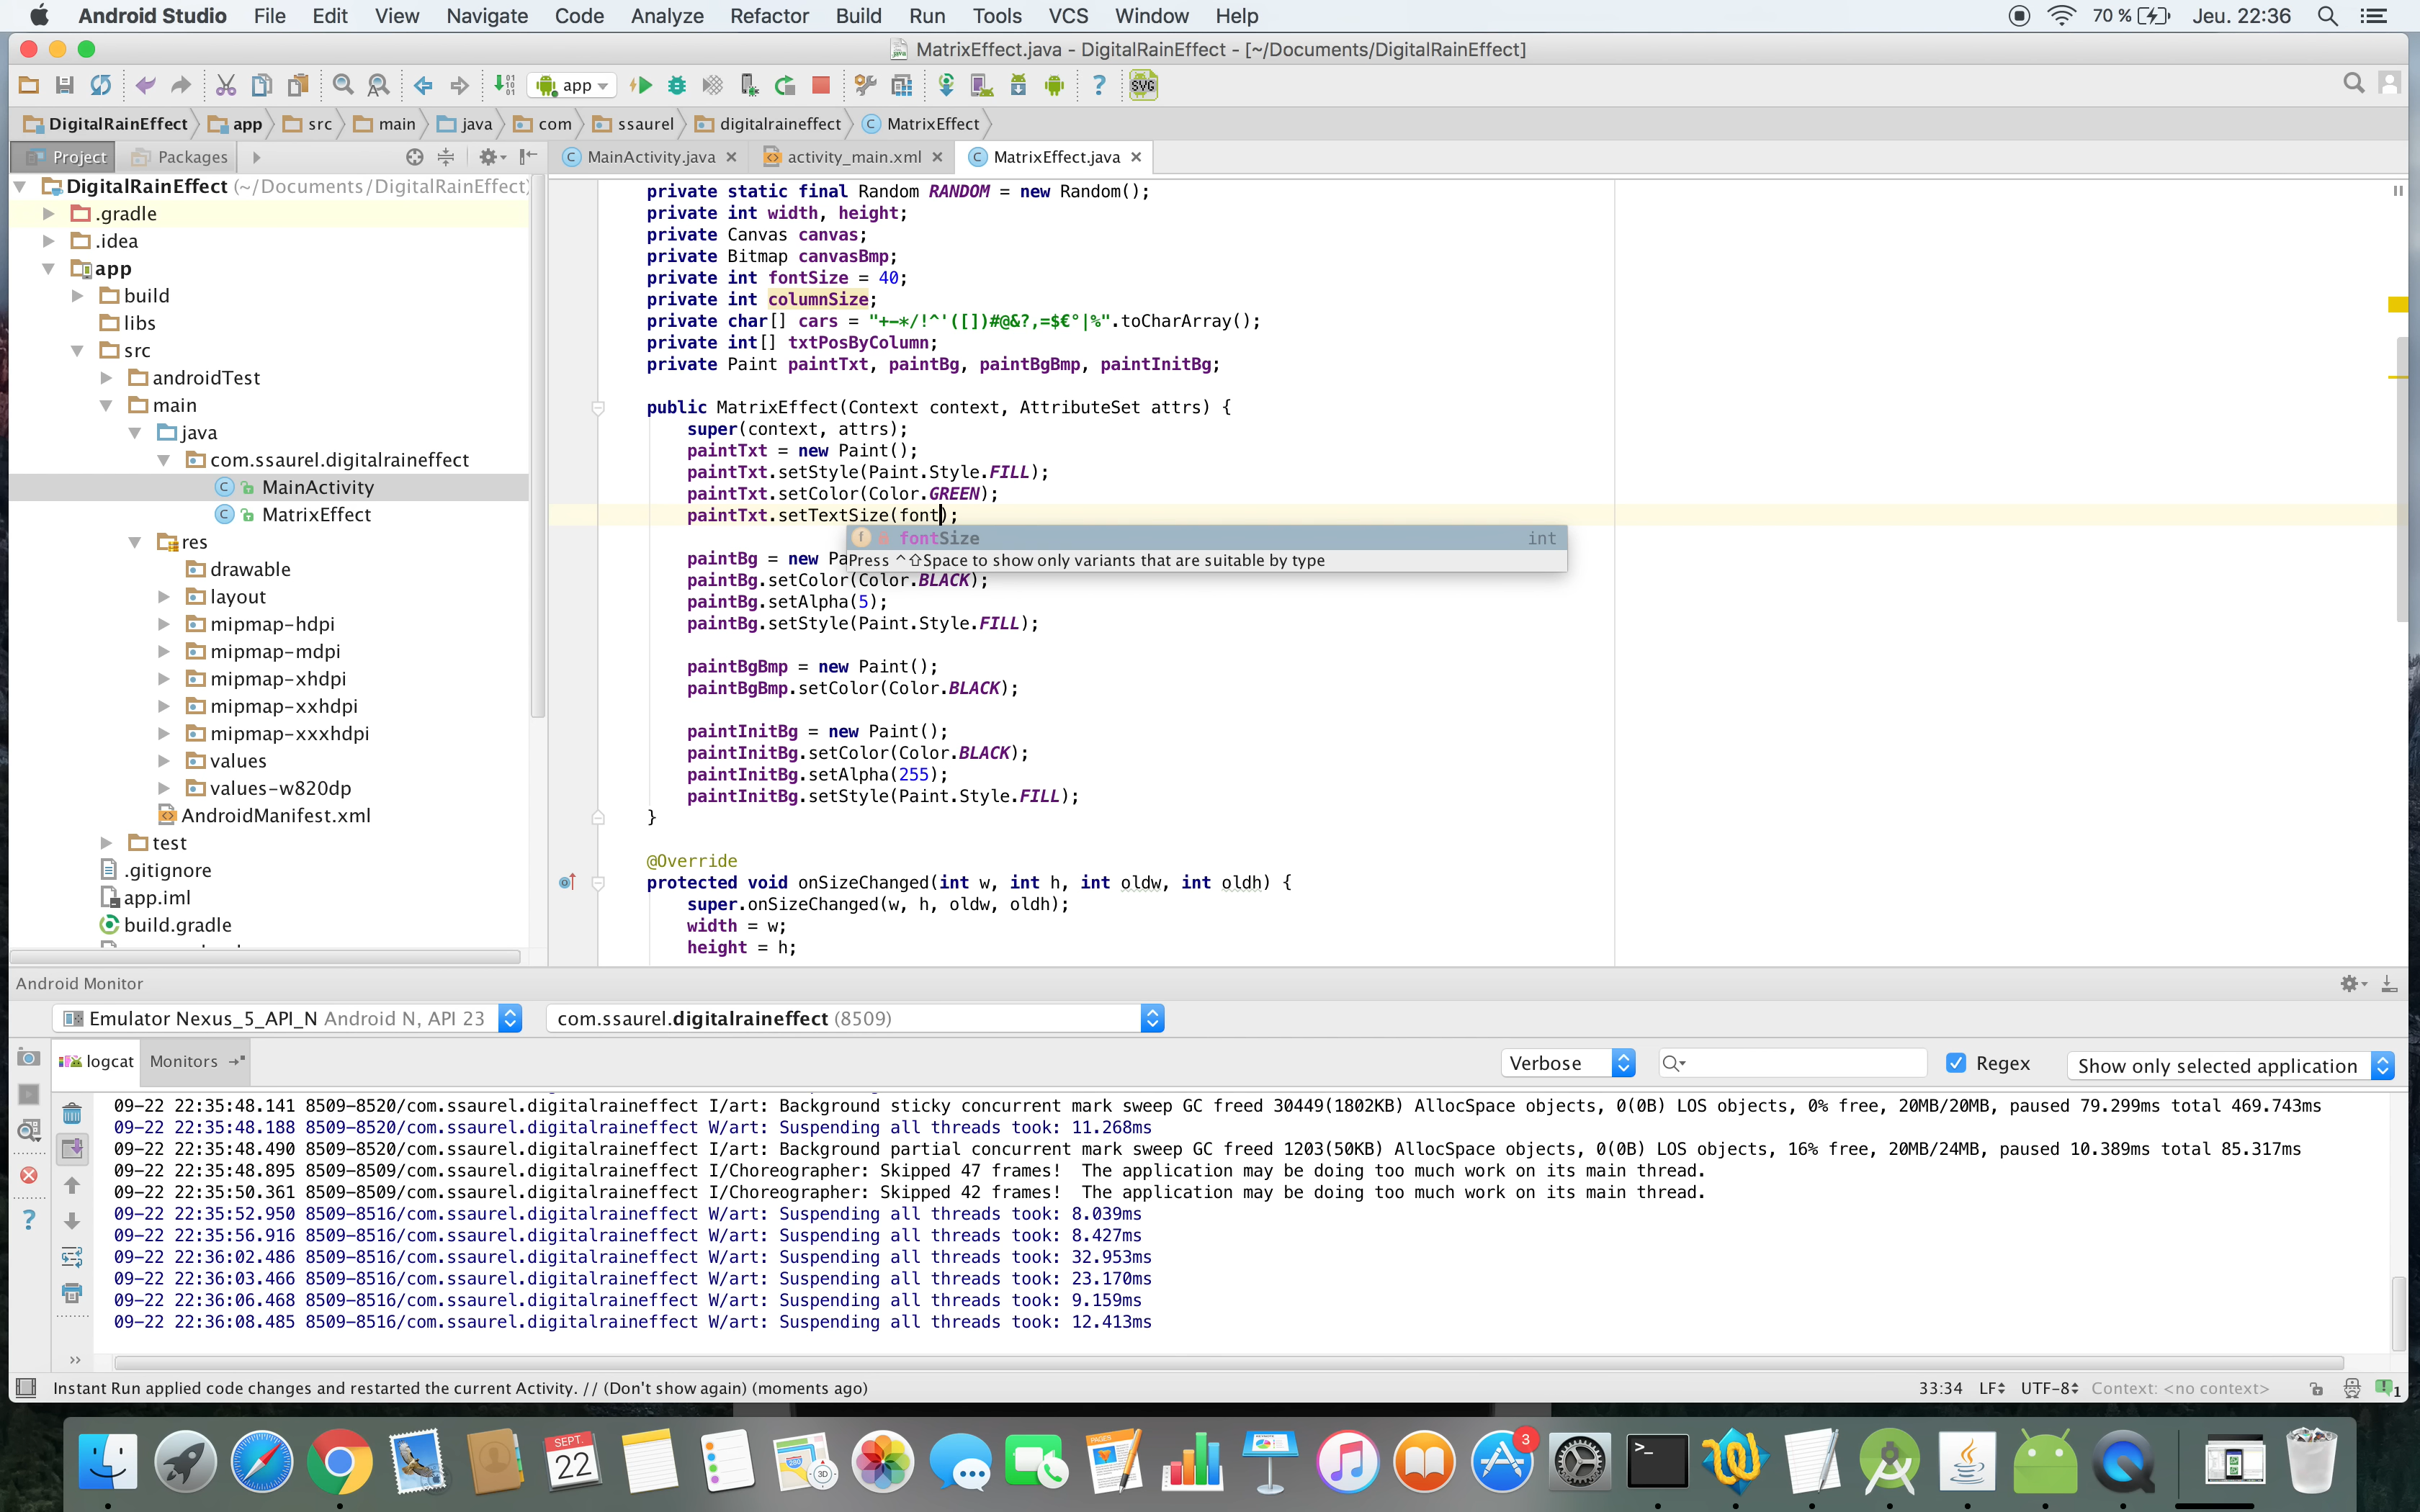 Android Studio File Edit View Navigate Code Analyze Refactor Build Run Tools VCS Window Help 70 % Jeu. 22:36
MatrixEffect.java - DigitalRainEffect - [~/Documents/DigitalRainEffect]
app ? SVG
DigitalRainEffect app src main java com ssaurel digitalraineffect MatrixEffect
Project Packages MainActivity.java activity_main.xml MatrixEffect.java
DigitalRainEffect (~/Documents/DigitalRainEffect)
.gradle
.idea
app
build
libs
src
androidTest
main
java
com.ssaurel.digitalraineffect
MainActivity
MatrixEffect
res
drawable
layout
mipmap-hdpi
mipmap-mdpi
mipmap-xhdpi
mipmap-xxhdpi
mipmap-xxxhdpi
values
values-w820dp
AndroidManifest.xml
test
.gitignore
app.iml
build.gradle
private static final Random RANDOM = new Random();
private int width, height;
private Canvas canvas;
private Bitmap canvasBmp;
private int fontSize = 40;
private int columnSize;
private char[] cars = "+-*/!^'([])#@&?,=$€°|%".toCharArray();
private int[] txtPosByColumn;
private Paint paintTxt, paintBg, paintBgBmp, paintInitBg;
public MatrixEffect(Context context, AttributeSet attrs) {
super(context, attrs);
paintTxt = new Paint();
paintTxt.setStyle(Paint.Style.FILL);
paintTxt.setColor(Color.GREEN);
paintTxt.setTextSize(font);
fontSize int
Press ^⇧Space to show only variants that are suitable by type
paintBg = new Pa
paintBg.setColor(Color.BLACK);
paintBg.setAlpha(5);
paintBg.setStyle(Paint.Style.FILL);
paintBgBmp = new Paint();
paintBgBmp.setColor(Color.BLACK);
paintInitBg = new Paint();
paintInitBg.setColor(Color.BLACK);
paintInitBg.setAlpha(255);
paintInitBg.setStyle(Paint.Style.FILL);
}
@Override
protected void onSizeChanged(int w, int h, int oldw, int oldh) {
super.onSizeChanged(w, h, oldw, oldh);
width = w;
height = h;
Android Monitor
Emulator Nexus_5_API_N Android N, API 23 com.ssaurel.digitalraineffect (8509)
logcat Monitors Verbose Regex Show only selected application
09-22 22:35:48.141 8509-8520/com.ssaurel.digitalraineffect I/art: Background sticky concurrent mark sweep GC freed 30449(1802KB) AllocSpace objects, 0(0B) LOS objects, 0% free, 20MB/20MB, paused 79.299ms total 469.743ms
09-22 22:35:48.188 8509-8520/com.ssaurel.digitalraineffect W/art: Suspending all threads took: 11.268ms
09-22 22:35:48.490 8509-8520/com.ssaurel.digitalraineffect I/art: Background partial concurrent mark sweep GC freed 1203(50KB) AllocSpace objects, 0(0B) LOS objects, 16% free, 20MB/24MB, paused 10.389ms total 85.317ms
09-22 22:35:48.895 8509-8509/com.ssaurel.digitalraineffect I/Choreographer: Skipped 47 frames! The application may be doing too much work on its main thread.
09-22 22:35:50.361 8509-8509/com.ssaurel.digitalraineffect I/Choreographer: Skipped 42 frames! The application may be doing too much work on its main thread.
09-22 22:35:52.950 8509-8516/com.ssaurel.digitalraineffect W/art: Suspending all threads took: 8.039ms
09-22 22:35:56.916 8509-8516/com.ssaurel.digitalraineffect W/art: Suspending all threads took: 8.427ms
09-22 22:36:02.486 8509-8516/com.ssaurel.digitalraineffect W/art: Suspending all threads took: 32.953ms
09-22 22:36:03.466 8509-8516/com.ssaurel.digitalraineffect W/art: Suspending all threads took: 23.170ms
09-22 22:36:06.468 8509-8516/com.ssaurel.digitalraineffect W/art: Suspending all threads took: 9.159ms
09-22 22:36:08.485 8509-8516/com.ssaurel.digitalraineffect W/art: Suspending all threads took: 12.413ms
Instant Run applied code changes and restarted the current Activity. // (Don't show again) (moments ago) 33:34 LF UTF-8 Context: <no context> 1
SEPT. 22 280 3D PAGES 3 >_